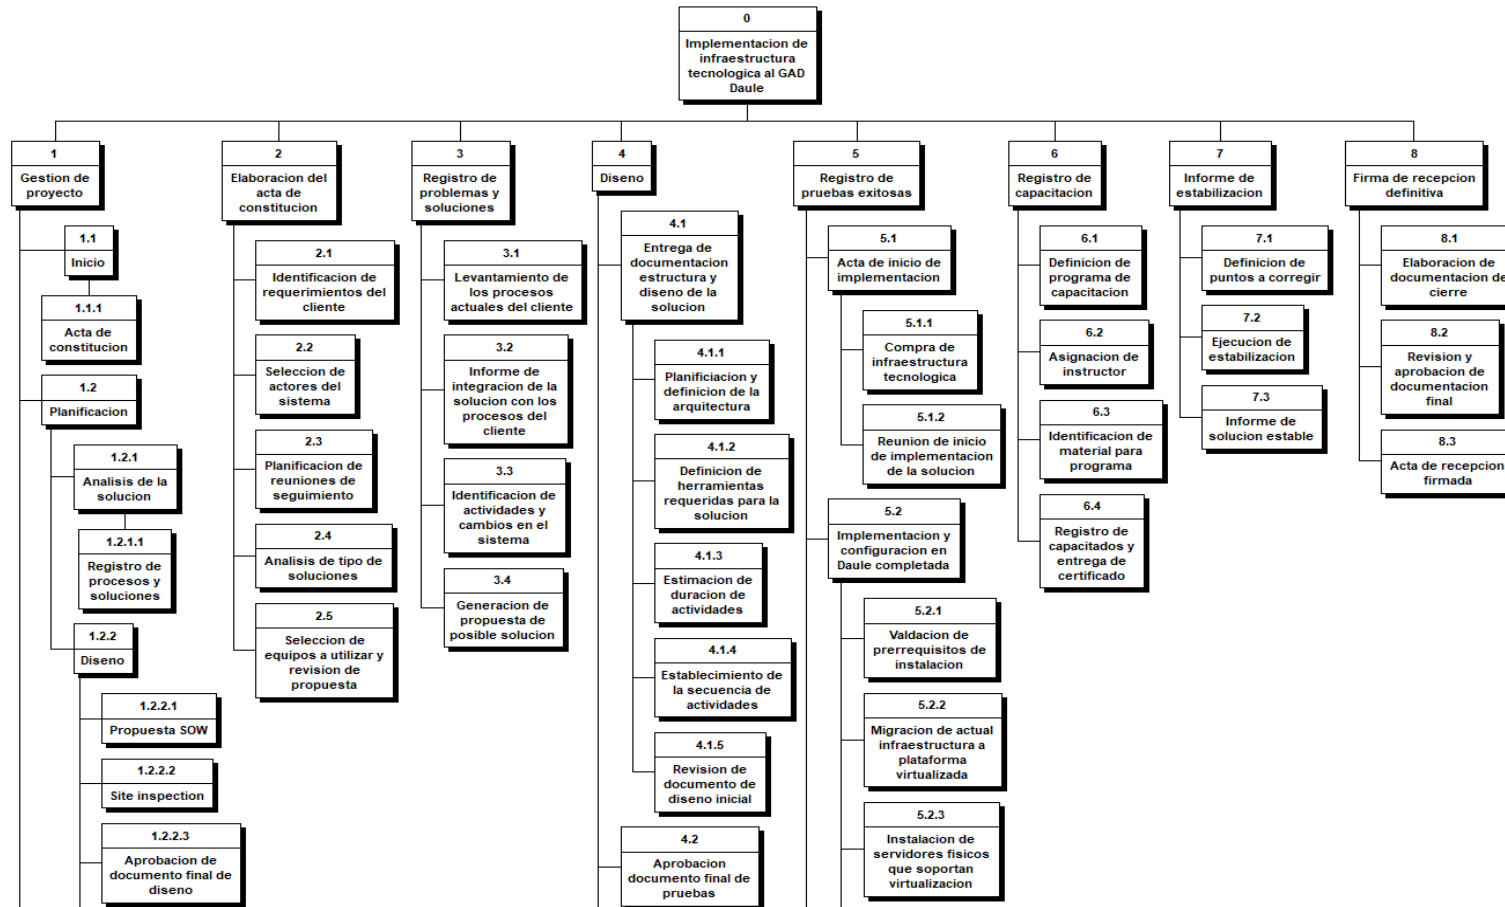 0
Implementacion de
infraestructura
tecnologica al GAD
Daule
1
Gestion de
proyecto
1.1
Inicio
1.1.1
Acta de
constitucion
1.2
Planificacion
1.2.1
Analisis de la
solucion
1.2.1.1
Registro de
procesos y
soluciones
1.2.2
Diseno
1.2.2.1
Propuesta SOW
1.2.2.2
Site inspection
1.2.2.3
Aprobacion de
documento final de
diseno
2
Elaboracion del
acta de
constitucion
2.1
Identificacion de
requerimientos del
cliente
2.2
Seleccion de
actores del
sistema
2.3
Planificacion de
reuniones de
seguimiento
2.4
Analisis de tipo de
soluciones
2.5
Seleccion de
equipos a utilizar y
revision de
propuesta
3
Registro de
problemas y
soluciones
3.1
Levantamiento de
los procesos
actuales del cliente
3.2
Informe de
integracion de la
solucion con los
procesos del
cliente
3.3
Identificacion de
actividades y
cambios en el
sistema
3.4
Generacion de
propuesta de
posible solucion
4
Diseno
4.1
Entrega de
documentacion
estructura y
diseno de la
solucion
4.1.1
Planificiacion y
definicion de la
arquitectura
4.1.2
Definicion de
herramientas
requeridas para la
solucion
4.1.3
Estimacion de
duracion de
actividades
4.1.4
Establecimiento de
la secuencia de
actividades
4.1.5
Revision de
documento de
diseno inicial
4.2
Aprobacion
documento final de
pruebas
5
Registro de
pruebas exitosas
5.1
Acta de inicio de
implementacion
5.1.1
Compra de
infraestructura
tecnologica
5.1.2
Reunion de inicio
de implementacion
de la solucion
5.2
Implementacion y
configuracion en
Daule completada
5.2.1
Valdacion de
prerrequisitos de
instalacion
5.2.2
Migracion de actual
infraestructura a
plataforma
virtualizada
5.2.3
Instalacion de
servidores fisicos
que soportan
virtualizacion
6
Registro de
capacitacion
6.1
Definicion de
programa de
capacitacion
6.2
Asignacion de
instructor
6.3
Identificacion de
material para
programa
6.4
Registro de
capacitados y
entrega de
certificado
7
Informe de
estabilizacion
7.1
Definicion de
puntos a corregir
7.2
Ejecucion de
estabilizacion
7.3
Informe de
solucion estable
8
Firma de recepcion
definitiva
8.1
Elaboracion de
documentacion de
cierre
8.2
Revision y
aprobacion de
documentacion
final
8.3
Acta de recepcion
firmada